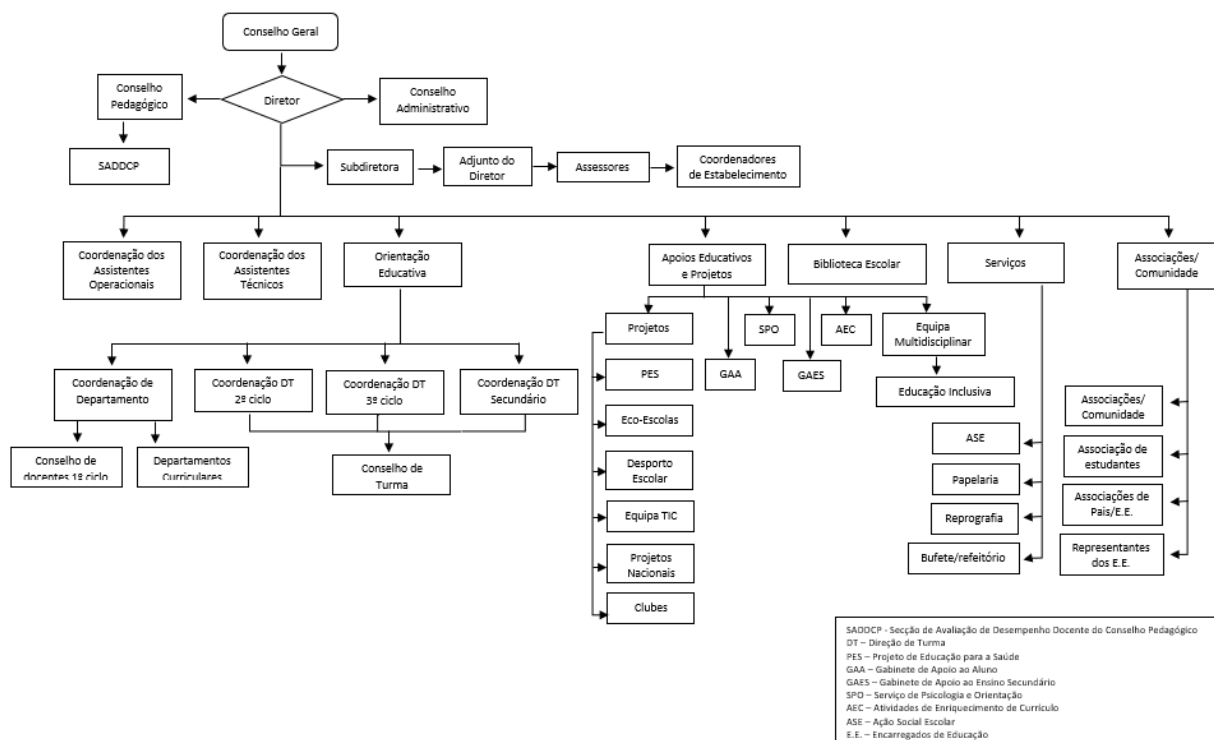 Conselho Geral
Conselho
Pedagógico
Diretor
Conselho
Administrativo
SADDCP
Subdiretora
Adjunto do
Diretor
Assessores
Coordenadores
de Estabelecimento
Coordenação dos
Assistentes
Operacionais
Coordenação dos
Assistentes
Técnicos
Orientação
Educativa
Apoios Educativos
e Projetos
Biblioteca Escolar
Serviços
Associações/
Comunidade
Projetos
SPO
AEC
Equipa
Multidisciplinar
PES
GAA
GAES
Educação Inclusiva
Coordenação de
Departamento
Coordenação DT
2º ciclo
Coordenação DT
3º ciclo
Coordenação DT
Secundário
Conselho de
docentes 1º ciclo
Departamentos
Curriculares
Conselho de
Turma
Eco-Escolas
Desporto
Escolar
Equipa TIC
Projetos
Nacionais
Clubes
ASE
Papelaria
Reprografia
Bufete/refeitório
Associações/
Comunidade
Associação de
estudantes
Associações de
Pais/E.E.
Representantes
dos E.E.
SADDCP - Secção de Avaliação de Desempenho Docente do Conselho Pedagógico
DT – Direção de Turma
PES – Projeto de Educação para a Saúde
GAA – Gabinete de Apoio ao Aluno
GAES – Gabinete de Apoio ao Ensino Secundário
SPO – Serviço de Psicologia e Orientação
AEC – Atividades de Enriquecimento de Currículo
ASE – Ação Social Escolar
E.E. – Encarregados de Educação